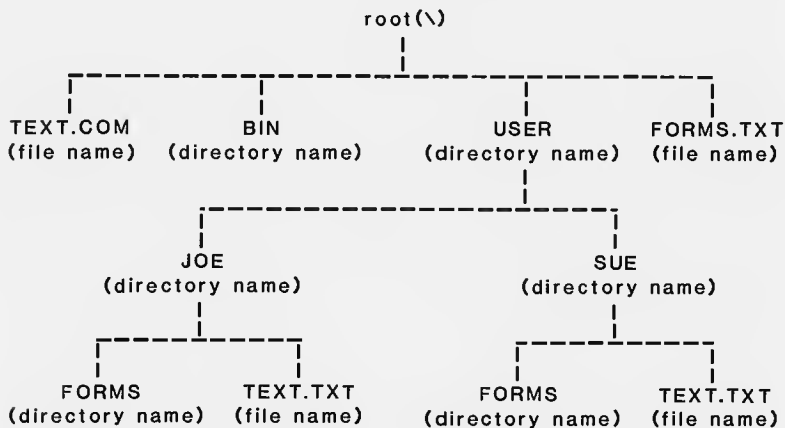 root(\)
TEXT.COM BIN USER FORMS.TXT
(file name) (directory name) (directory name) (file name)
JOE SUE
(directory name) (directory name)
FORMS TEXT.TXT FORMS TEXT.TXT
(directory name) (file name) (directory name) (file name)